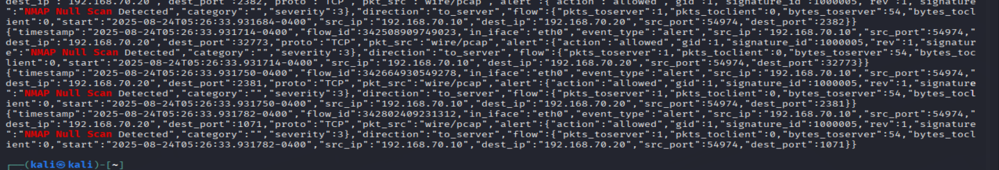 dest_ip":"192.168.70.20","dest_port":2382,"proto":"TCP","pkt_src":"wire/pcap","alert":{"action":"allowed","gid":1,"signature_id":1000005,"rev":1,"signature
":"NMAP Null Scan Detected","category":"","severity":3},"direction":"to_server","flow":{"pkts_toserver":1,"pkts_toclient":0,"bytes_toserver":54,"bytes_tocl
ient":0,"start":"2025-08-24T05:26:33.931684-0400","src_ip":"192.168.70.10","dest_ip":"192.168.70.20","src_port":54974,"dest_port":2382}}
{"timestamp":"2025-08-24T05:26:33.931714-0400","flow_id":342508909749023,"in_iface":"eth0","event_type":"alert","src_ip":"192.168.70.10","src_port":54974,"
dest_ip":"192.168.70.20","dest_port":32773,"proto":"TCP","pkt_src":"wire/pcap","alert":{"action":"allowed","gid":1,"signature_id":1000005,"rev":1,"signatur
e":"NMAP Null Scan Detected","category":"","severity":3},"direction":"to_server","flow":{"pkts_toserver":1,"pkts_toclient":0,"bytes_toserver":54,"bytes_toc
lient":0,"start":"2025-08-24T05:26:33.931714-0400","src_ip":"192.168.70.10","dest_ip":"192.168.70.20","src_port":54974,"dest_port":32773}}
{"timestamp":"2025-08-24T05:26:33.931750-0400","flow_id":342664930549278,"in_iface":"eth0","event_type":"alert","src_ip":"192.168.70.10","src_port":54974,"
dest_ip":"192.168.70.20","dest_port":2381,"proto":"TCP","pkt_src":"wire/pcap","alert":{"action":"allowed","gid":1,"signature_id":1000005,"rev":1,"signature
":"NMAP Null Scan Detected","category":"","severity":3},"direction":"to_server","flow":{"pkts_toserver":1,"pkts_toclient":0,"bytes_toserver":54,"bytes_tocl
ient":0,"start":"2025-08-24T05:26:33.931750-0400","src_ip":"192.168.70.10","dest_ip":"192.168.70.20","src_port":54974,"dest_port":2381}}
{"timestamp":"2025-08-24T05:26:33.931782-0400","flow_id":342802409231312,"in_iface":"eth0","event_type":"alert","src_ip":"192.168.70.10","src_port":54974,"
dest_ip":"192.168.70.20","dest_port":1071,"proto":"TCP","pkt_src":"wire/pcap","alert":{"action":"allowed","gid":1,"signature_id":1000005,"rev":1,"signature
":"NMAP Null Scan Detected","category":"","severity":3},"direction":"to_server","flow":{"pkts_toserver":1,"pkts_toclient":0,"bytes_toserver":54,"bytes_tocl
ient":0,"start":"2025-08-24T05:26:33.931782-0400","src_ip":"192.168.70.10","dest_ip":"192.168.70.20","src_port":54974,"dest_port":1071}}
┌──(kali㉿kali)-[~]